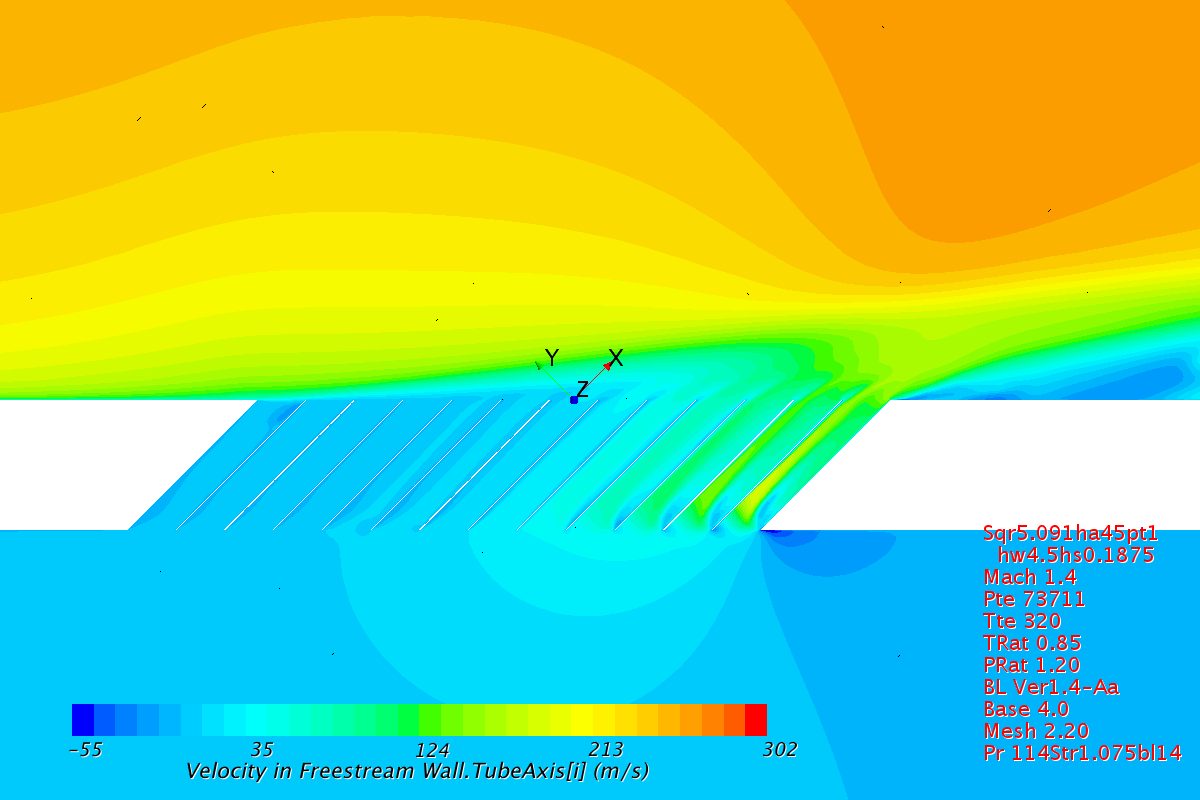 Y X
Z
Sqr5.091ha45pt1
hw4.5hs0.1875
Mach 1.4
Pte 73711
Tte 320
TRat 0.85
PRat 1.20
BL Ver1.4-Aa
Base 4.0
Mesh 2.20
Pr 114Str1.075bl14
-55 35 124 213 302
Velocity in Freestream Wall.TubeAxis[i] (m/s)